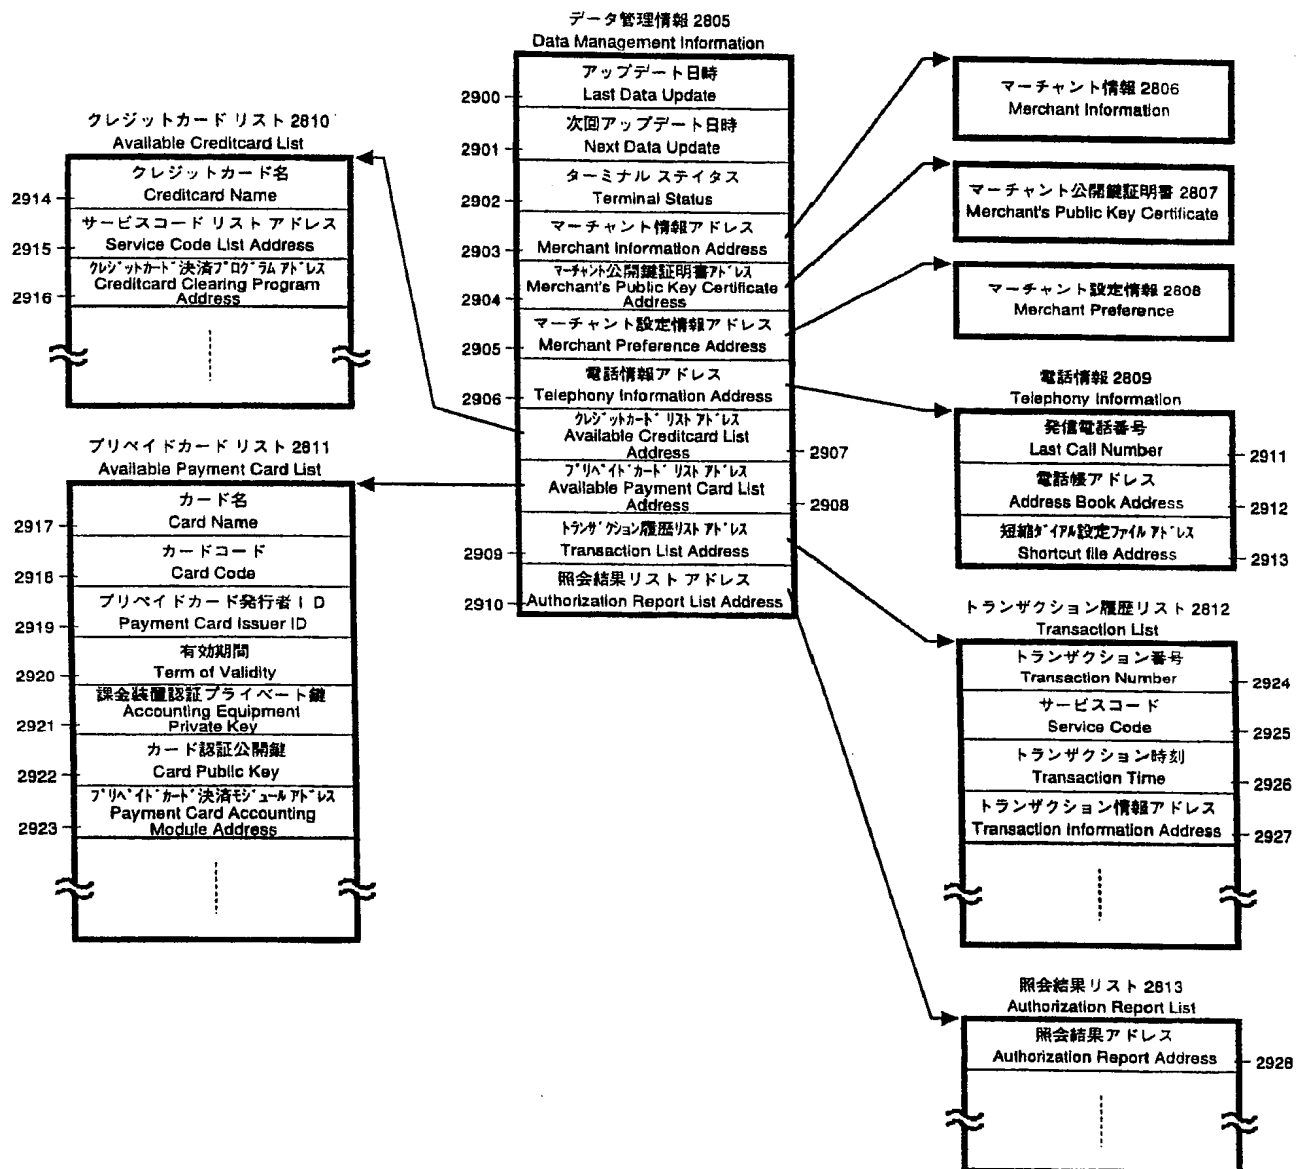 データ管理情報 2805
Data Management Information
アップデート日時
Last Data Update
2900
次回アップデート日時
Next Data Update
2901
ターミナル ステイタス
Terminal Status
2902
マーチャント情報アドレス
Merchant Information Address
2903
マーチャント公開鍵証明書アドレス
Merchant's Public Key Certificate
Address
2904
マーチャント設定情報アドレス
Merchant Preference Address
2905
電話情報アドレス
Telephony Information Address
2906
クレジットカード リスト アドレス
Available Creditcard List
Address
2907
プリペイドカード リスト アドレス
Available Payment Card List
Address
2908
トランザクション履歴リスト アドレス
Transaction List Address
2909
照会結果リスト アドレス
Authorization Report List Address
2910
クレジットカード リスト 2810
Available Creditcard List
クレジットカード名
Creditcard Name
2914
サービスコード リスト アドレス
Service Code List Address
2915
クレジットカード決済プログラム アドレス
Creditcard Clearing Program
Address
2916
プリペイドカード リスト 2811
Available Payment Card List
カード名
Card Name
2917
カードコード
Card Code
2918
プリペイドカード発行者ID
Payment Card Issuer ID
2919
有効期間
Term of Validity
2920
課金装置認証プライベート鍵
Accounting Equipment
Private Key
2921
カード認証公開鍵
Card Public Key
2922
プリペイドカード決済モジュール アドレス
Payment Card Accounting
Module Address
2923
マーチャント情報 2806
Merchant Information
マーチャント公開鍵証明書 2807
Merchant's Public Key Certificate
マーチャント設定情報 2808
Merchant Preference
電話情報 2809
Telephony Information
発信電話番号
Last Call Number
2911
電話帳アドレス
Address Book Address
2912
短縮ダイアル設定ファイル アドレス
Shortcut file Address
2913
トランザクション履歴リスト 2812
Transaction List
トランザクション番号
Transaction Number
2924
サービスコード
Service Code
2925
トランザクション時刻
Transaction Time
2926
トランザクション情報アドレス
Transaction Information Address
2927
照会結果リスト 2813
Authorization Report List
照会結果アドレス
Authorization Report Address
2928